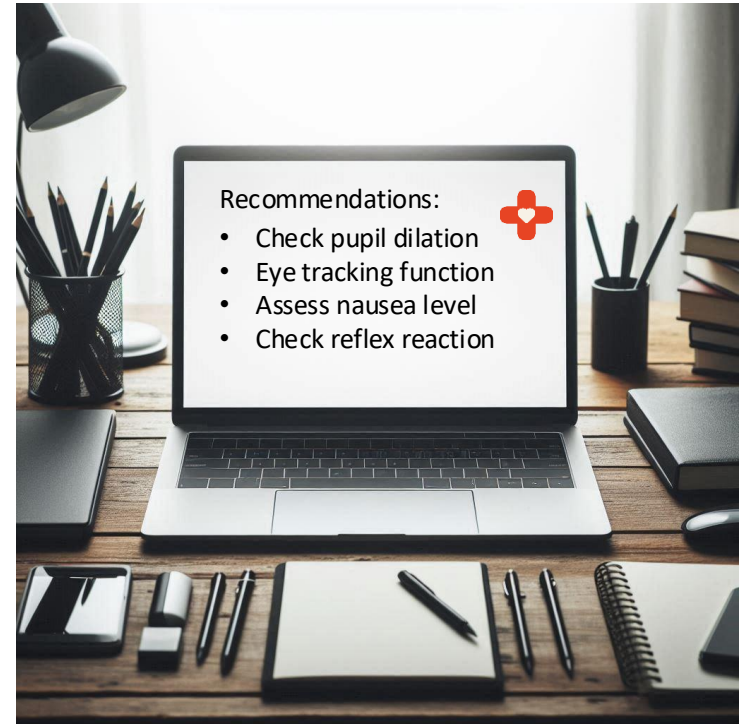 Recommendations:
• Check pupil dilation
• Eye tracking function
• Assess nausea level
• Check reflex reaction